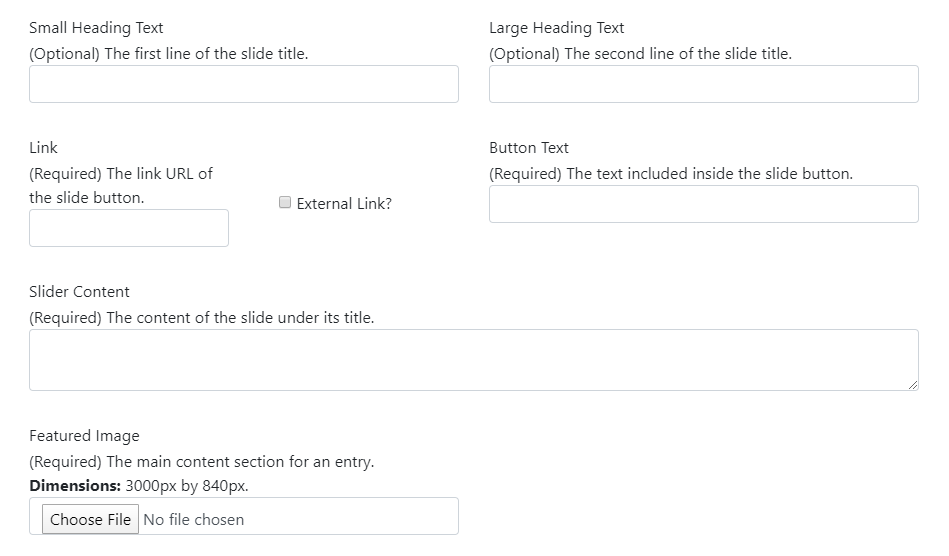 Small Heading Text
(Optional) The first line of the slide title.
Large Heading Text
(Optional) The second line of the slide title.
Link
(Required) The link URL of
the slide button.
External Link?
Button Text
(Required) The text included inside the slide button.
Slider Content
(Required) The content of the slide under its title.
Featured Image
(Required) The main content section for an entry.
Dimensions: 3000px by 840px.
Choose File No file chosen